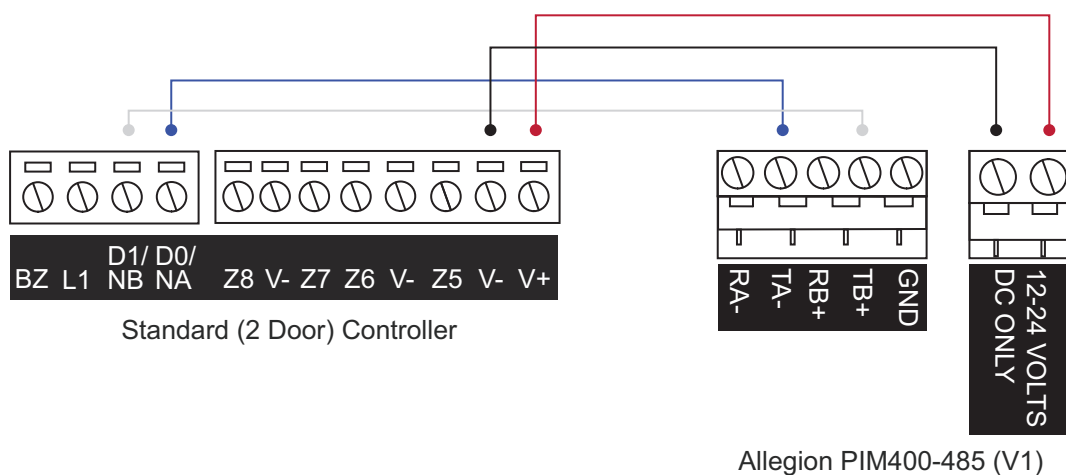 D1/ D0/
BZ L1 NB NA Z8 V- Z7 Z6 V- Z5 V- V+
Standard (2 Door) Controller
RA-
TA-
RB+
TB+
GND
12-24 VOLTS
DC ONLY
Allegion PIM400-485 (V1)